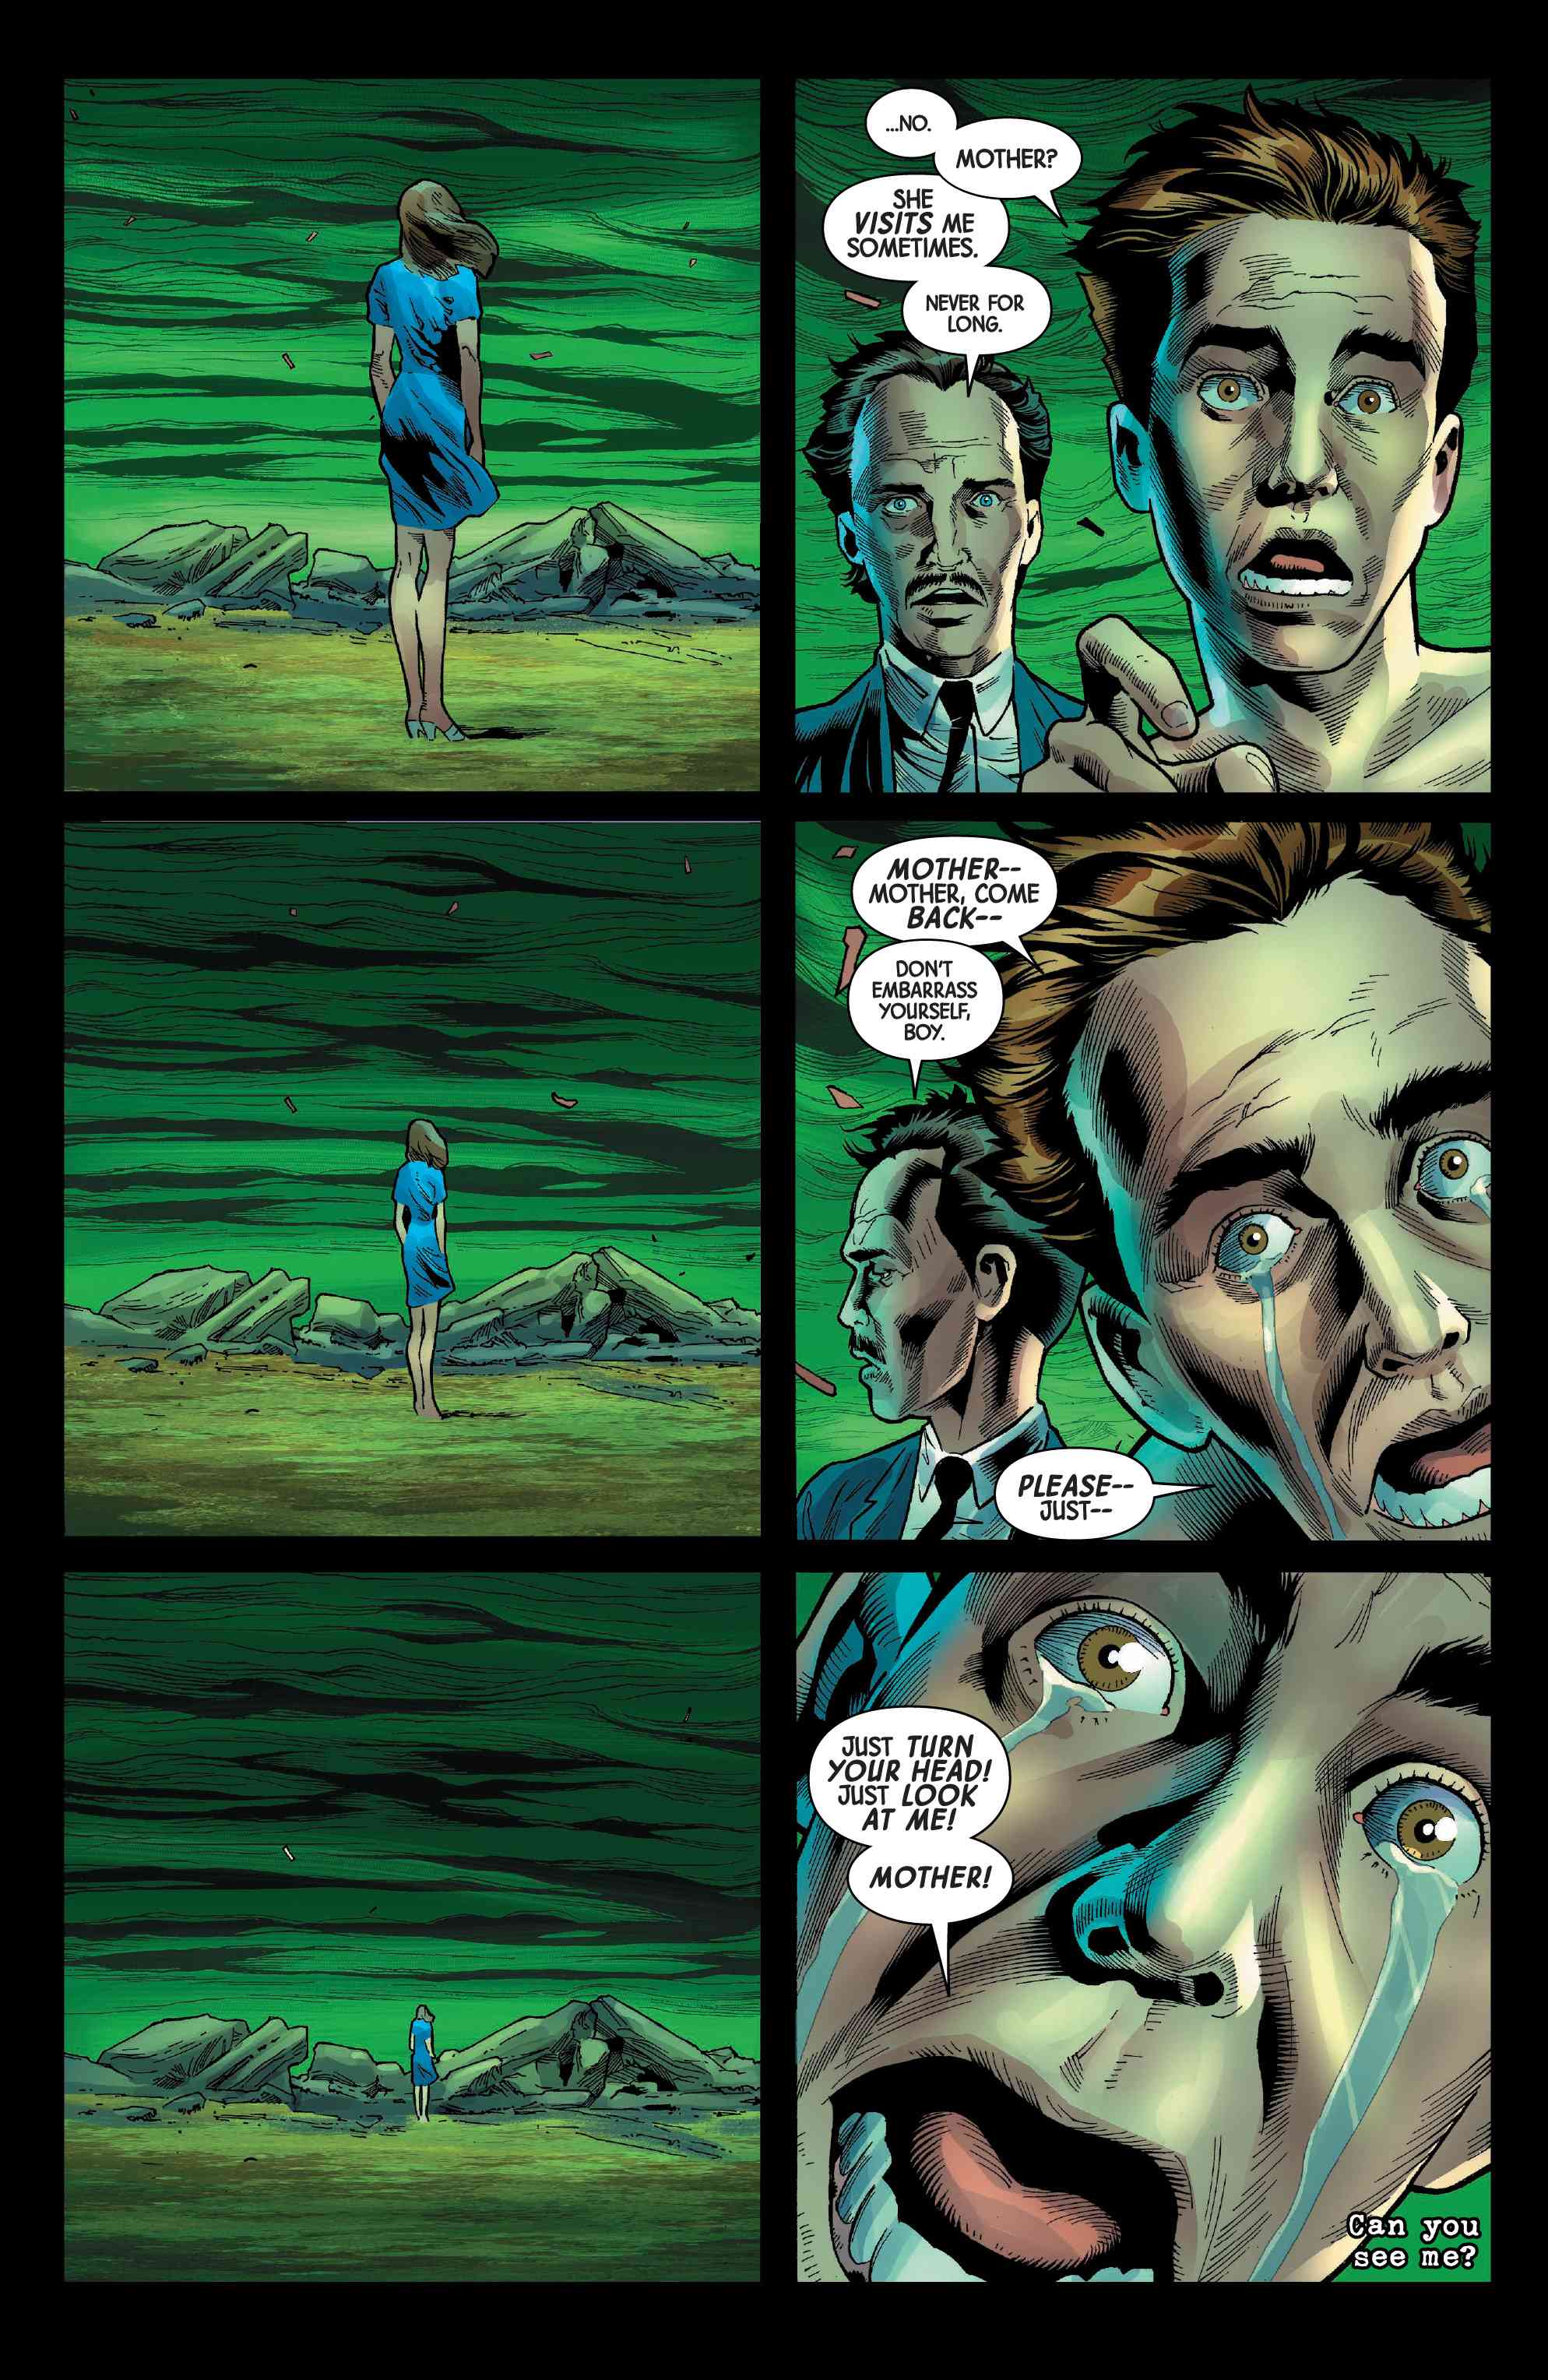 ...NO.
MOTHER?
SHE
VISITS ME
SOMETIMES.
NEVER FOR
LONG.
MOTHER--
MOTHER, COME
BACK--
DON'T
EMBARRASS
YOURSELF,
BOY.
PLEASE--
JUST--
JUST TURN
YOUR HEAD!
JUST LOOK
AT ME!
MOTHER!
Can you
see me?